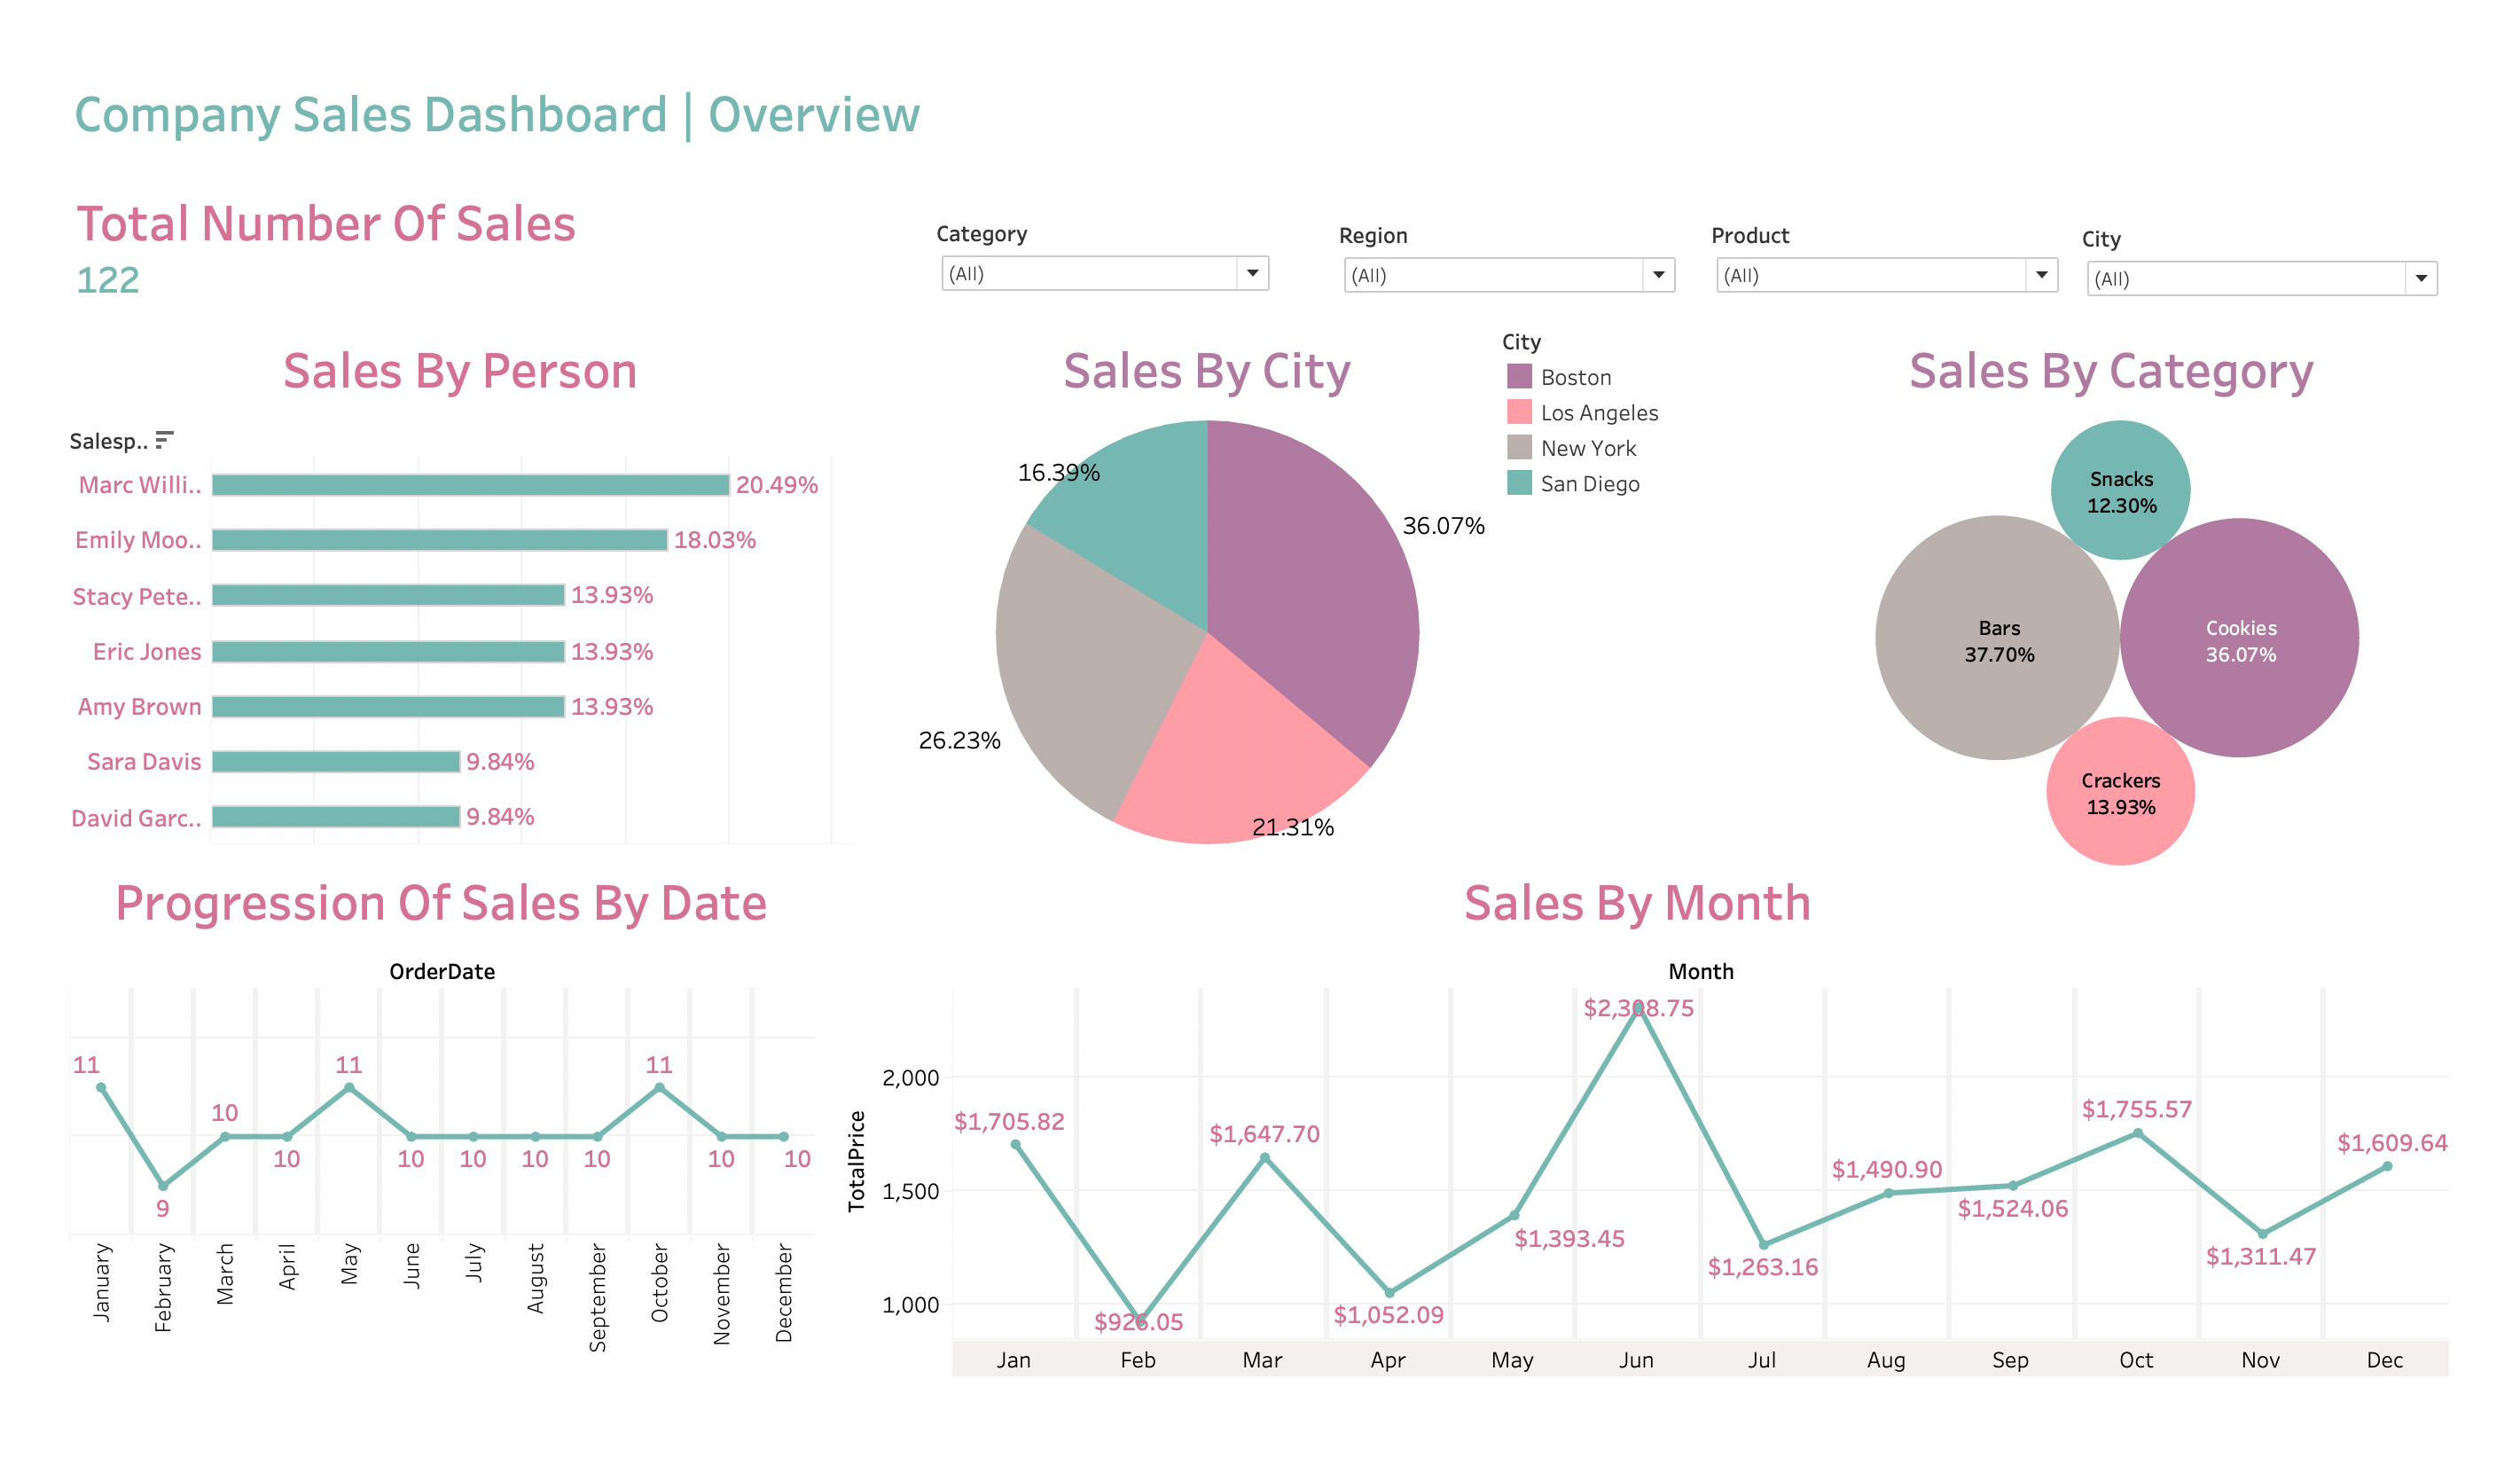 Company Sales Dashboard | Overview
Total Number Of Sales
122
Category
(All)
Region
(All)
Product
(All)
City
(All)
Sales By Person
Salesp..
Marc Willi.. 20.49%
Emily Moo.. 18.03%
Stacy Pete.. 13.93%
Eric Jones 13.93%
Amy Brown 13.93%
Sara Davis 9.84%
David Garc.. 9.84%
Sales By City
16.39%
36.07%
26.23%
21.31%
City
Boston
Los Angeles
New York
San Diego
Sales By Category
Snacks
12.30%
Bars
37.70%
Cookies
36.07%
Crackers
13.93%
Progression Of Sales By Date
OrderDate
11
9
10
10
11
10
10
10
10
11
10
10
January
February
March
April
May
June
July
August
September
October
November
December
Sales By Month
Month
TotalPrice
2,000
1,500
1,000
$1,705.82
$926.05
$1,647.70
$1,052.09
$1,393.45
$2,308.75
$1,263.16
$1,490.90
$1,524.06
$1,755.57
$1,311.47
$1,609.64
Jan Feb Mar Apr May Jun Jul Aug Sep Oct Nov Dec